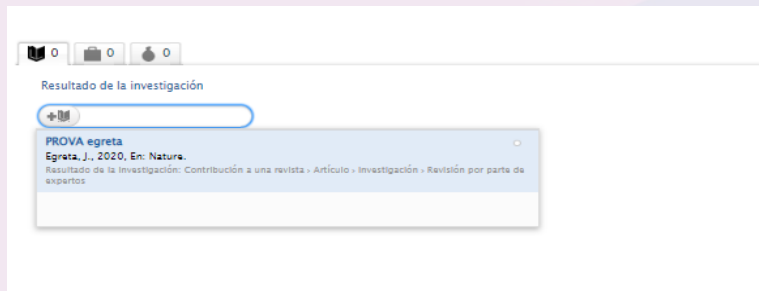 0 0 0
Resultado de la investigación
PROVA egreta
Egreta, J., 2020, En: Nature.
Resultado de la investigación: Contribución a una revista › Artículo › Investigación › Revisión por parte de
expertos